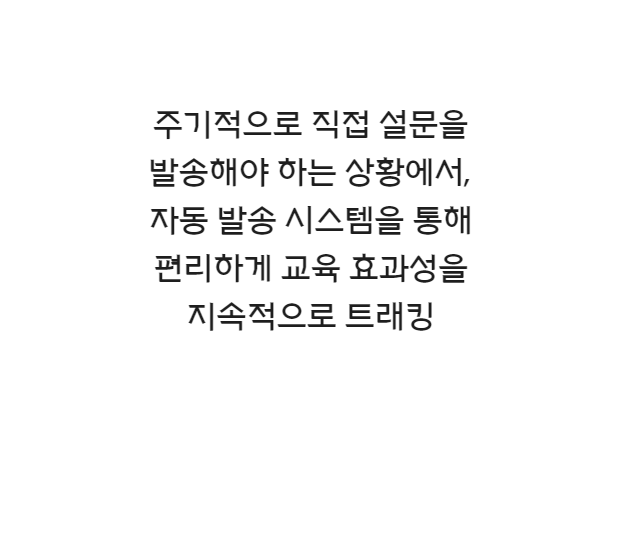 주기적으로 직접 설문을
발송해야 하는 상황에서,
자동 발송 시스템을 통해
편리하게 교육 효과성을
지속적으로 트래킹